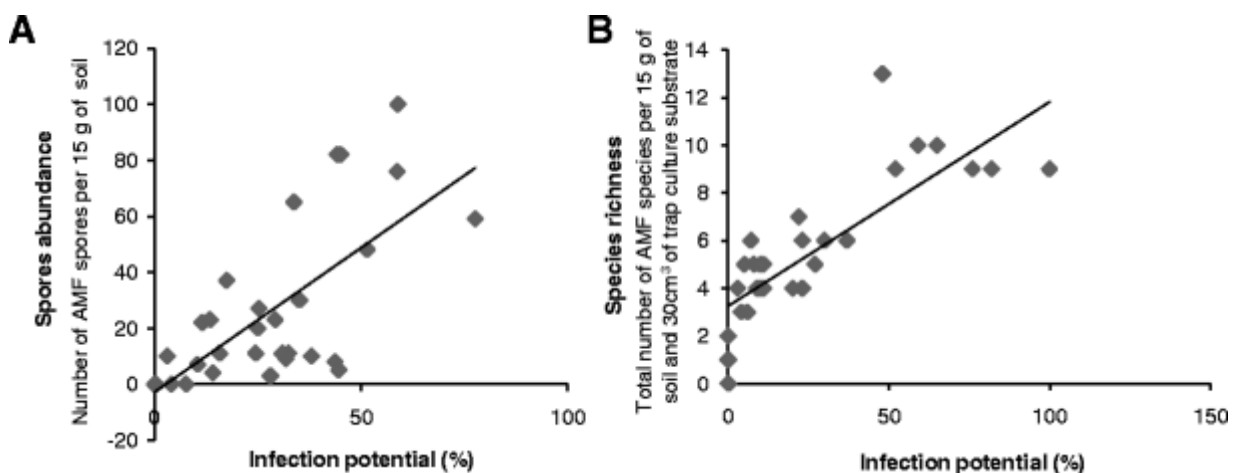 A
Spores abundance
Number of AMF spores per 15 g of soil
120
100
80
60
40
20
0
-20
0
50
100
Infection potential (%)
B
Species richness
Total number of AMF species per 15 g of
soil and 30cm³ of trap culture substrate
14
12
10
8
6
4
2
0
0
50
100
150
Infection potential (%)